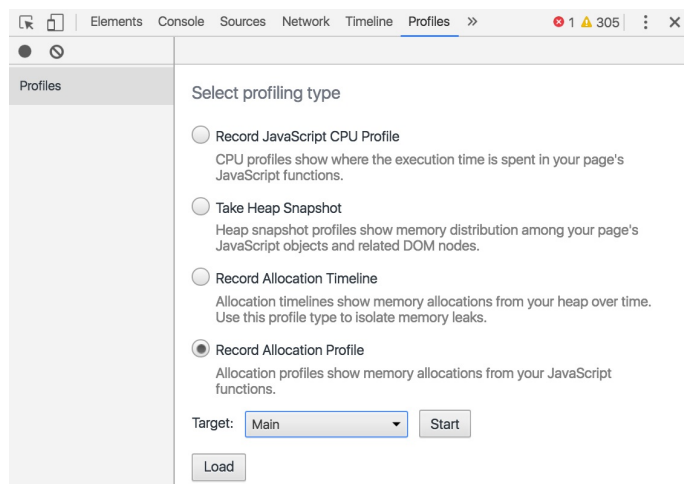 Elements Console Sources Network Timeline Profiles » 1 305
Profiles
Select profiling type
Record JavaScript CPU Profile
CPU profiles show where the execution time is spent in your page's
JavaScript functions.
Take Heap Snapshot
Heap snapshot profiles show memory distribution among your page's
JavaScript objects and related DOM nodes.
Record Allocation Timeline
Allocation timelines show memory allocations from your heap over time.
Use this profile type to isolate memory leaks.
Record Allocation Profile
Allocation profiles show memory allocations from your JavaScript
functions.
Target: Main Start
Load